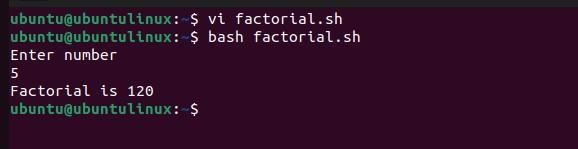 ubuntu@ubuntulinux:~$ vi factorial.sh
ubuntu@ubuntulinux:~$ bash factorial.sh
Enter number
5
Factorial is 120
ubuntu@ubuntulinux:~$